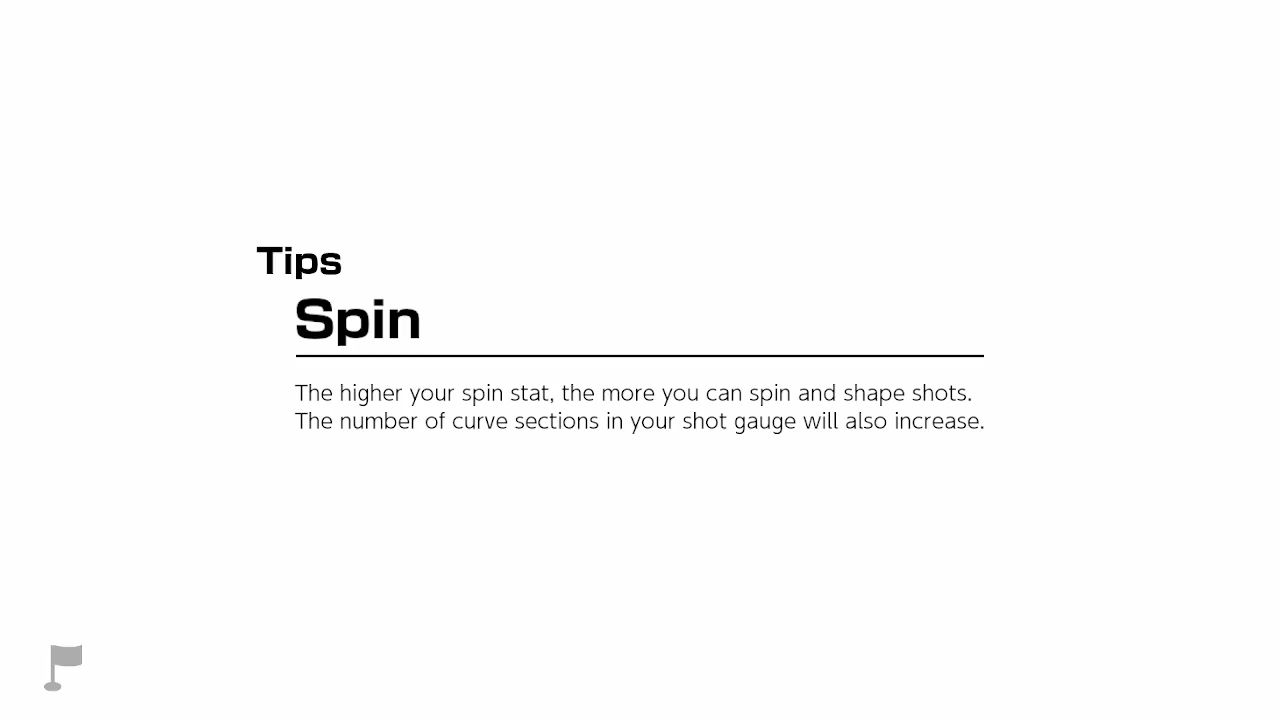 Tips
Spin
The higher your spin stat, the more you can spin and shape shots.
The number of curve sections in your shot gauge will also increase.